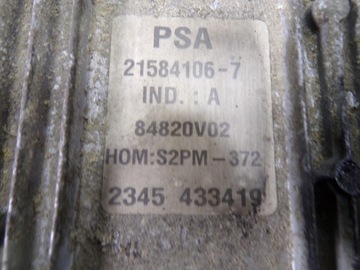 PSA
21584106-7
IND. : A
84820V02
HOM:S2PM-372
2345 433419